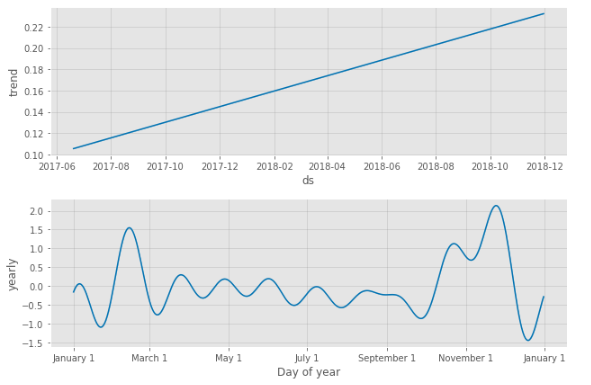 0.22
0.20
0.18
0.16
0.14
0.12
0.10
trend
2017-06 2017-08 2017-10 2017-12 2018-02 2018-04 2018-06 2018-08 2018-10 2018-12
ds
2.0
1.5
1.0
0.5
0.0
−0.5
−1.0
−1.5
yearly
January 1 March 1 May 1 July 1 September 1 November 1 January 1
Day of year